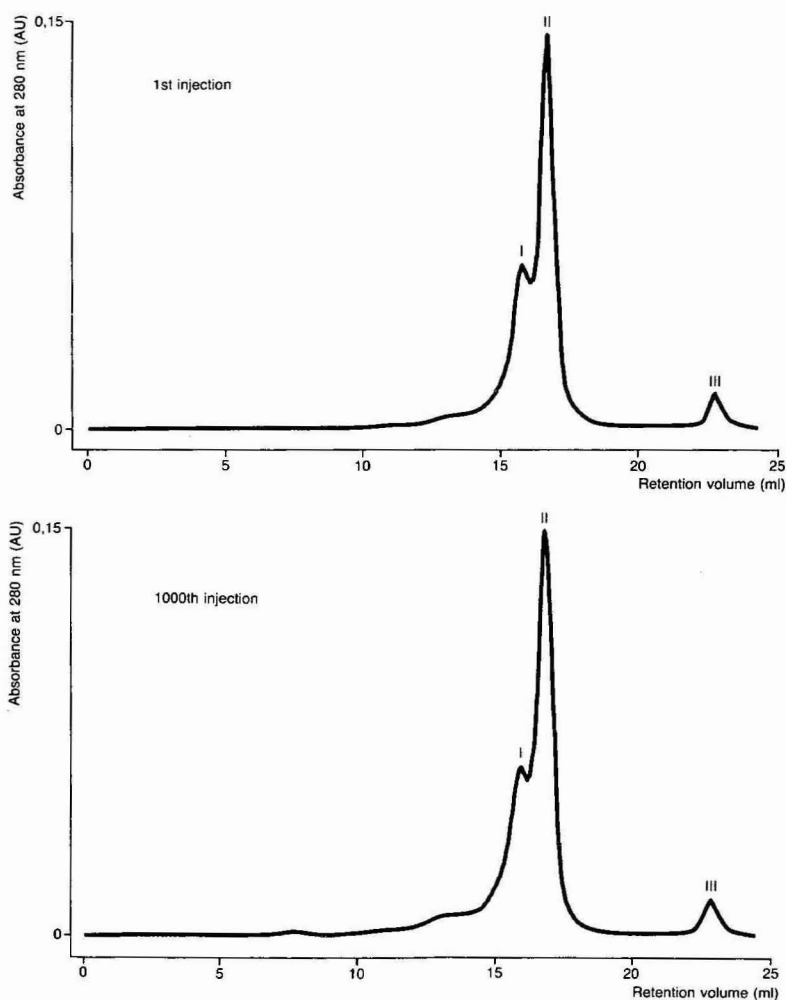 0,15
II
Absorbance at 280 nm (AU)
1st injection
I
III
0
0 5 10 15 20 25
Retention volume (ml)
0,15
II
Absorbance at 280 nm (AU)
1000th injection
I
III
0
0 5 10 15 20 25
Retention volume (ml)